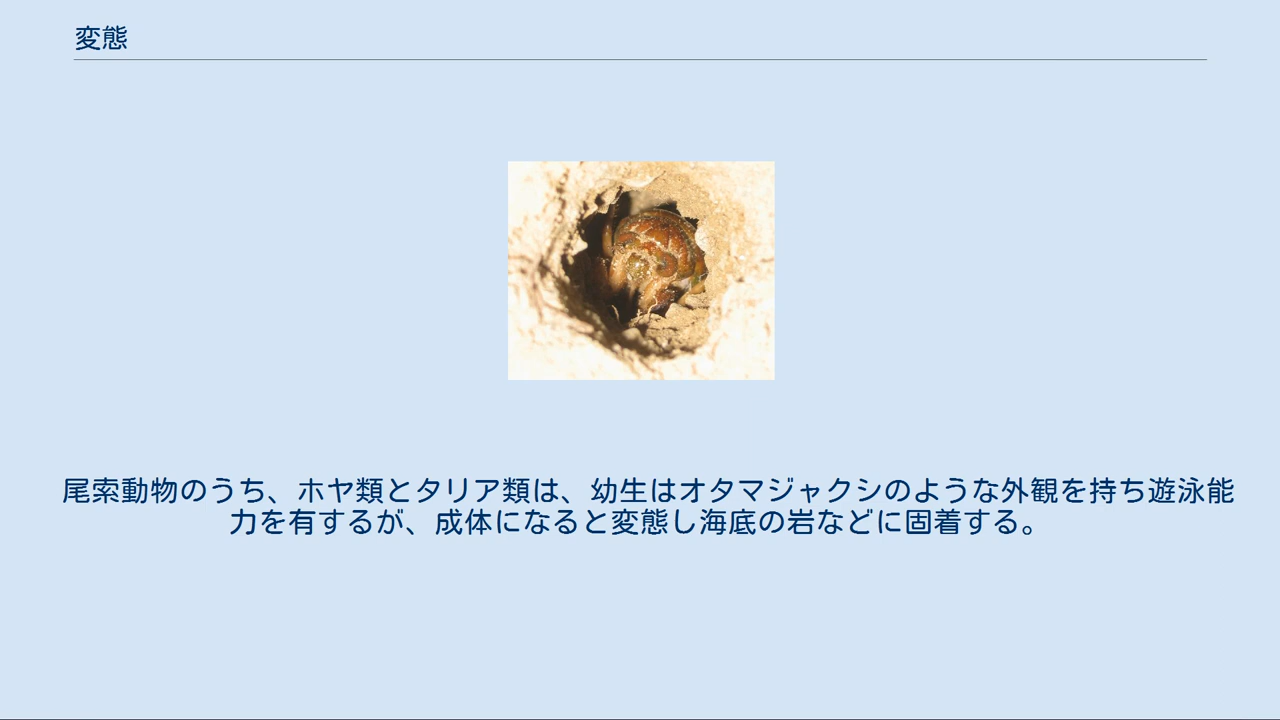 変態
尾索動物のうち、ホヤ類とタリア類は、幼生はオタマジャクシのような外観を持ち遊泳能
力を有するが、成体になると変態し海底の岩などに固着する。